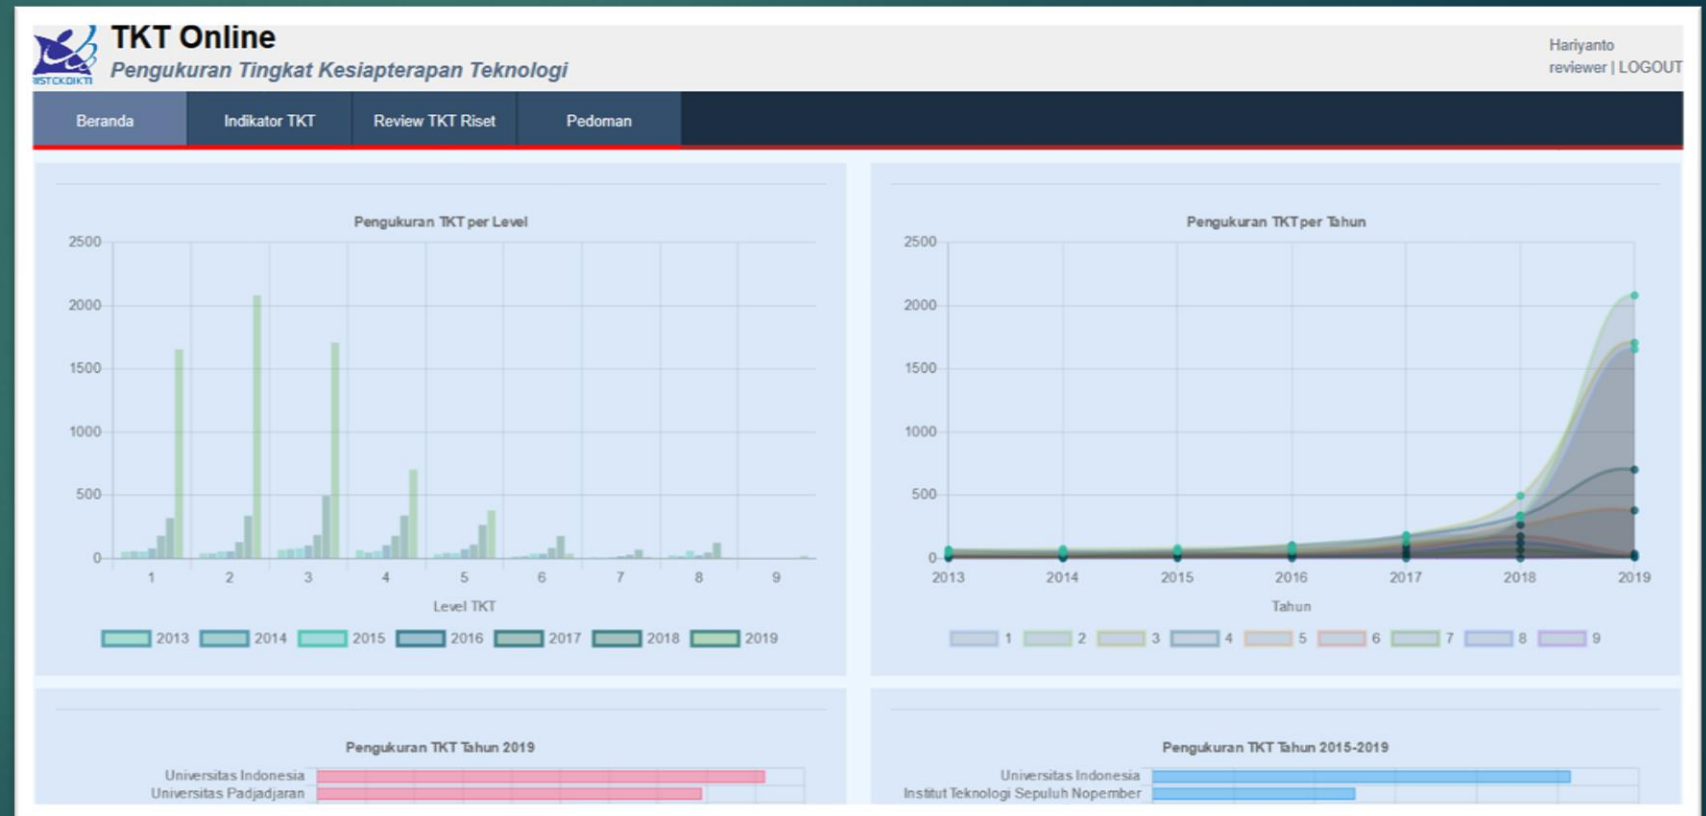 TKT Online
Pengukuran Tingkat Kesiapterapan Teknologi
RISTEKDIKTI
Hariyanto
reviewer | LOGOUT
Beranda
Indikator TKT
Review TKT Riset
Pedoman
Pengukuran TKT per Level
2500
2000
1500
1000
500
0
1 2 3 4 5 6 7 8 9
Level TKT
2013 2014 2015 2016 2017 2018 2019
Pengukuran TKT per Tahun
2500
2000
1500
1000
500
0
2013 2014 2015 2016 2017 2018 2019
Tahun
1 2 3 4 5 6 7 8 9
Pengukuran TKT Tahun 2019
Universitas Indonesia
Universitas Padjadjaran
Pengukuran TKT Tahun 2015-2019
Universitas Indonesia
Institut Teknologi Sepuluh Nopember